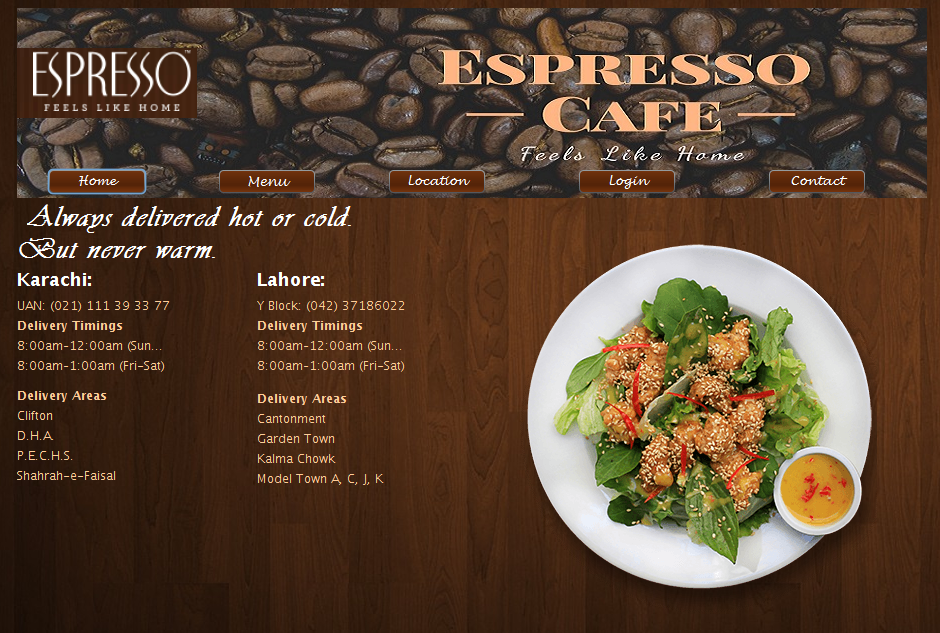 ESPRESSO™
FEELS LIKE HOME
ESPRESSO
CAFE
Feels Like Home
Home
Menu
Location
Login
Contact
Always delivered hot or cold.
But never warm.
Karachi:
UAN: (021) 111 39 33 77
Delivery Timings
8:00am-12:00am (Sun...
8:00am-1:00am (Fri-Sat)
Delivery Areas
Clifton
D.H.A.
P.E.C.H.S.
Shahrah-e-Faisal
Lahore:
Y Block: (042) 37186022
Delivery Timings
8:00am-12:00am (Sun...
8:00am-1:00am (Fri-Sat)
Delivery Areas
Cantonment
Garden Town
Kalma Chowk
Model Town A, C, J, K